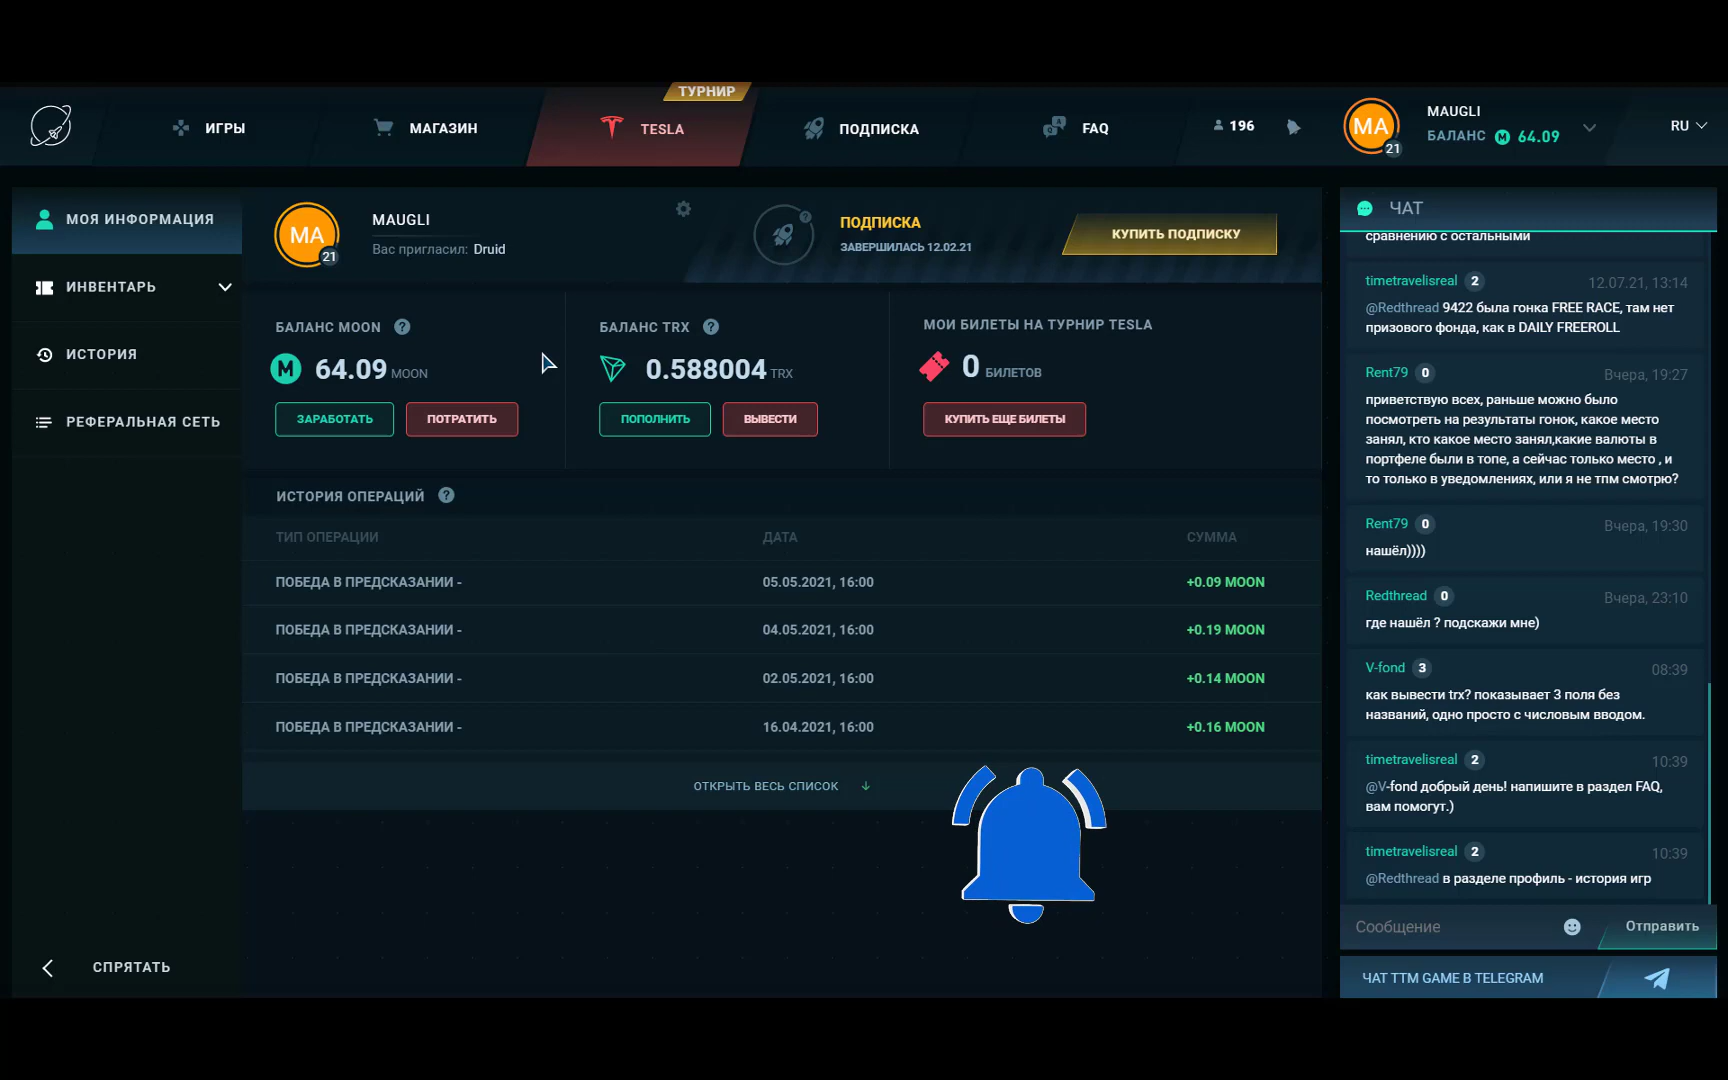 ТУРНИР
ИГРЫ
МАГАЗИН
TESLA
ПОДПИСКА
FAQ
196
MA
21
MAUGLI
БАЛАНС M 64.09
RU
МОЯ ИНФОРМАЦИЯ
ИНВЕНТАРЬ
ИСТОРИЯ
РЕФЕРАЛЬНАЯ СЕТЬ
СПРЯТАТЬ
MA
21
MAUGLI
Вас пригласил: Druid
?
ПОДПИСКА
ЗАВЕРШИЛАСЬ 12.02.21
КУПИТЬ ПОДПИСКУ
БАЛАНС MOON ?
M 64.09 MOON
ЗАРАБОТАТЬ
ПОТРАТИТЬ
БАЛАНС TRX ?
0.588004 TRX
ПОПОЛНИТЬ
ВЫВЕСТИ
МОИ БИЛЕТЫ НА ТУРНИР TESLA
0 БИЛЕТОВ
КУПИТЬ ЕЩЕ БИЛЕТЫ
ИСТОРИЯ ОПЕРАЦИЙ ?
ТИП ОПЕРАЦИИ ДАТА СУММА
ПОБЕДА В ПРЕДСКАЗАНИИ - 05.05.2021, 16:00 +0.09 MOON
ПОБЕДА В ПРЕДСКАЗАНИИ - 04.05.2021, 16:00 +0.19 MOON
ПОБЕДА В ПРЕДСКАЗАНИИ - 02.05.2021, 16:00 +0.14 MOON
ПОБЕДА В ПРЕДСКАЗАНИИ - 16.04.2021, 16:00 +0.16 MOON
ОТКРЫТЬ ВЕСЬ СПИСОК ↓
ЧАТ
сравнению с остальными
timetravelisreal 2 12.07.21, 13:14
@Redthread 9422 была гонка FREE RACE, там нет
призового фонда, как в DAILY FREEROLL
Rent79 0 Вчера, 19:27
приветствую всех, раньше можно было
посмотреть на результаты гонок, какое место
занял, кто какое место занял,какие валюты в
портфеле были в топе, а сейчас только место , и
то только в уведомлениях, или я не тпм смотрю?
Rent79 0 Вчера, 19:30
нашёл))))
Redthread 0 Вчера, 23:10
где нашёл ? подскажи мне)
V-fond 3 08:39
как вывести trx? показывает 3 поля без
названий, одно просто с числовым вводом.
timetravelisreal 2 10:39
@V-fond добрый день! напишите в раздел FAQ,
вам помогут.)
timetravelisreal 2 10:39
@Redthread в разделе профиль - история игр
Сообщение
Отправить
ЧАТ TTM GAME В TELEGRAM